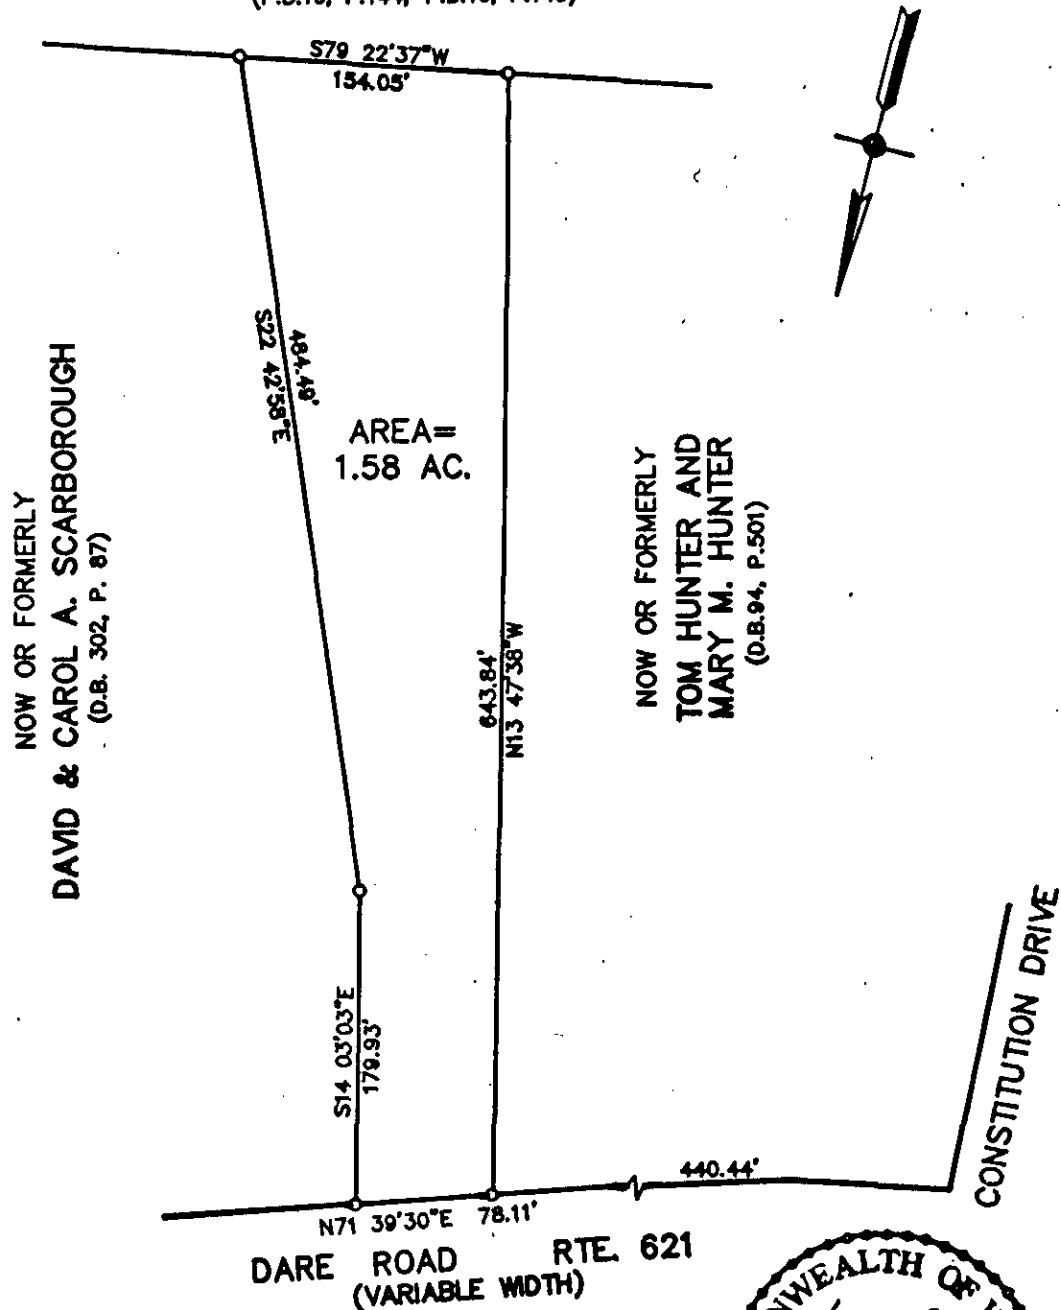 S79 22'37"W
154.05'
484.49'
S22 42'58"E
AREA=
1.58 AC.
NOW OR FORMERLY
DAVID & CAROL A. SCARBOROUGH
(D.B. 302, P. 87)
NOW OR FORMERLY
TOM HUNTER AND
MARY M. HUNTER
(D.B.94, P.501)
643.84'
N13 47'38"W
S14 03'03"E
179.93'
CONSTITUTION DRIVE
440.44'
N71 39'30"E 78.11'
DARE ROAD RTE. 621
(VARIABLE WIDTH)
WEALTH OF